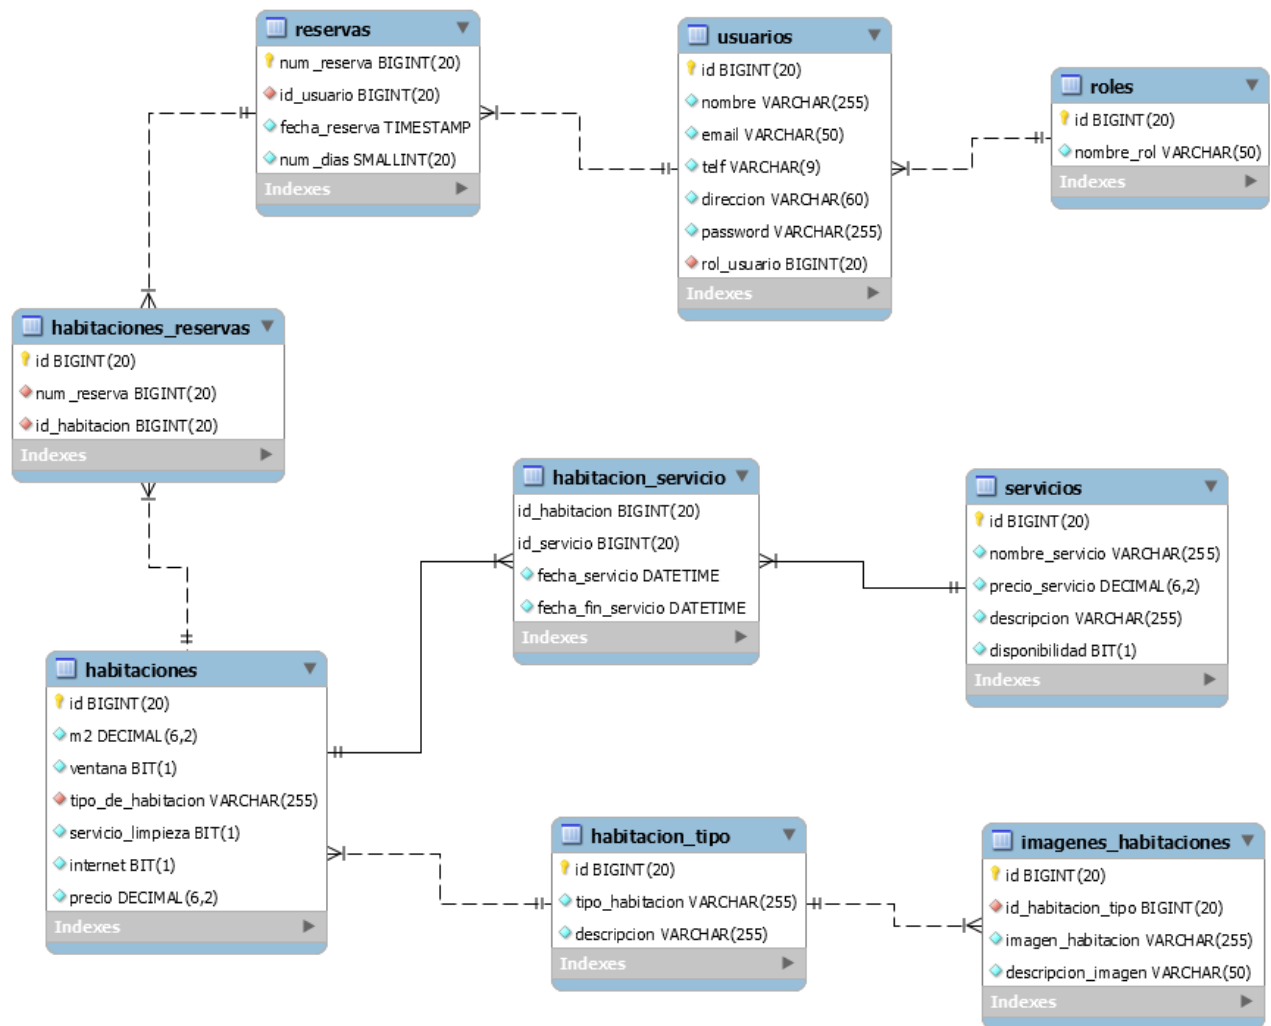 reservas
num_reserva BIGINT(20)
id_usuario BIGINT(20)
fecha_reserva TIMESTAMP
num_dias SMALLINT(20)
Indexes
usuarios
id BIGINT(20)
nombre VARCHAR(255)
email VARCHAR(50)
telf VARCHAR(9)
direccion VARCHAR(60)
password VARCHAR(255)
rol_usuario BIGINT(20)
Indexes
roles
id BIGINT(20)
nombre_rol VARCHAR(50)
Indexes
habitaciones_reservas
id BIGINT(20)
num_reserva BIGINT(20)
id_habitacion BIGINT(20)
Indexes
habitacion_servicio
id_habitacion BIGINT(20)
id_servicio BIGINT(20)
fecha_servicio DATETIME
fecha_fin_servicio DATETIME
Indexes
servicios
id BIGINT(20)
nombre_servicio VARCHAR(255)
precio_servicio DECIMAL(6,2)
descripcion VARCHAR(255)
disponibilidad BIT(1)
Indexes
habitaciones
id BIGINT(20)
m2 DECIMAL(6,2)
ventana BIT(1)
tipo_de_habitacion VARCHAR(255)
servicio_limpieza BIT(1)
internet BIT(1)
precio DECIMAL(6,2)
Indexes
habitacion_tipo
id BIGINT(20)
tipo_habitacion VARCHAR(255)
descripcion VARCHAR(255)
Indexes
imagenes_habitaciones
id BIGINT(20)
id_habitacion_tipo BIGINT(20)
imagen_habitacion VARCHAR(255)
descripcion_imagen VARCHAR(50)
Indexes